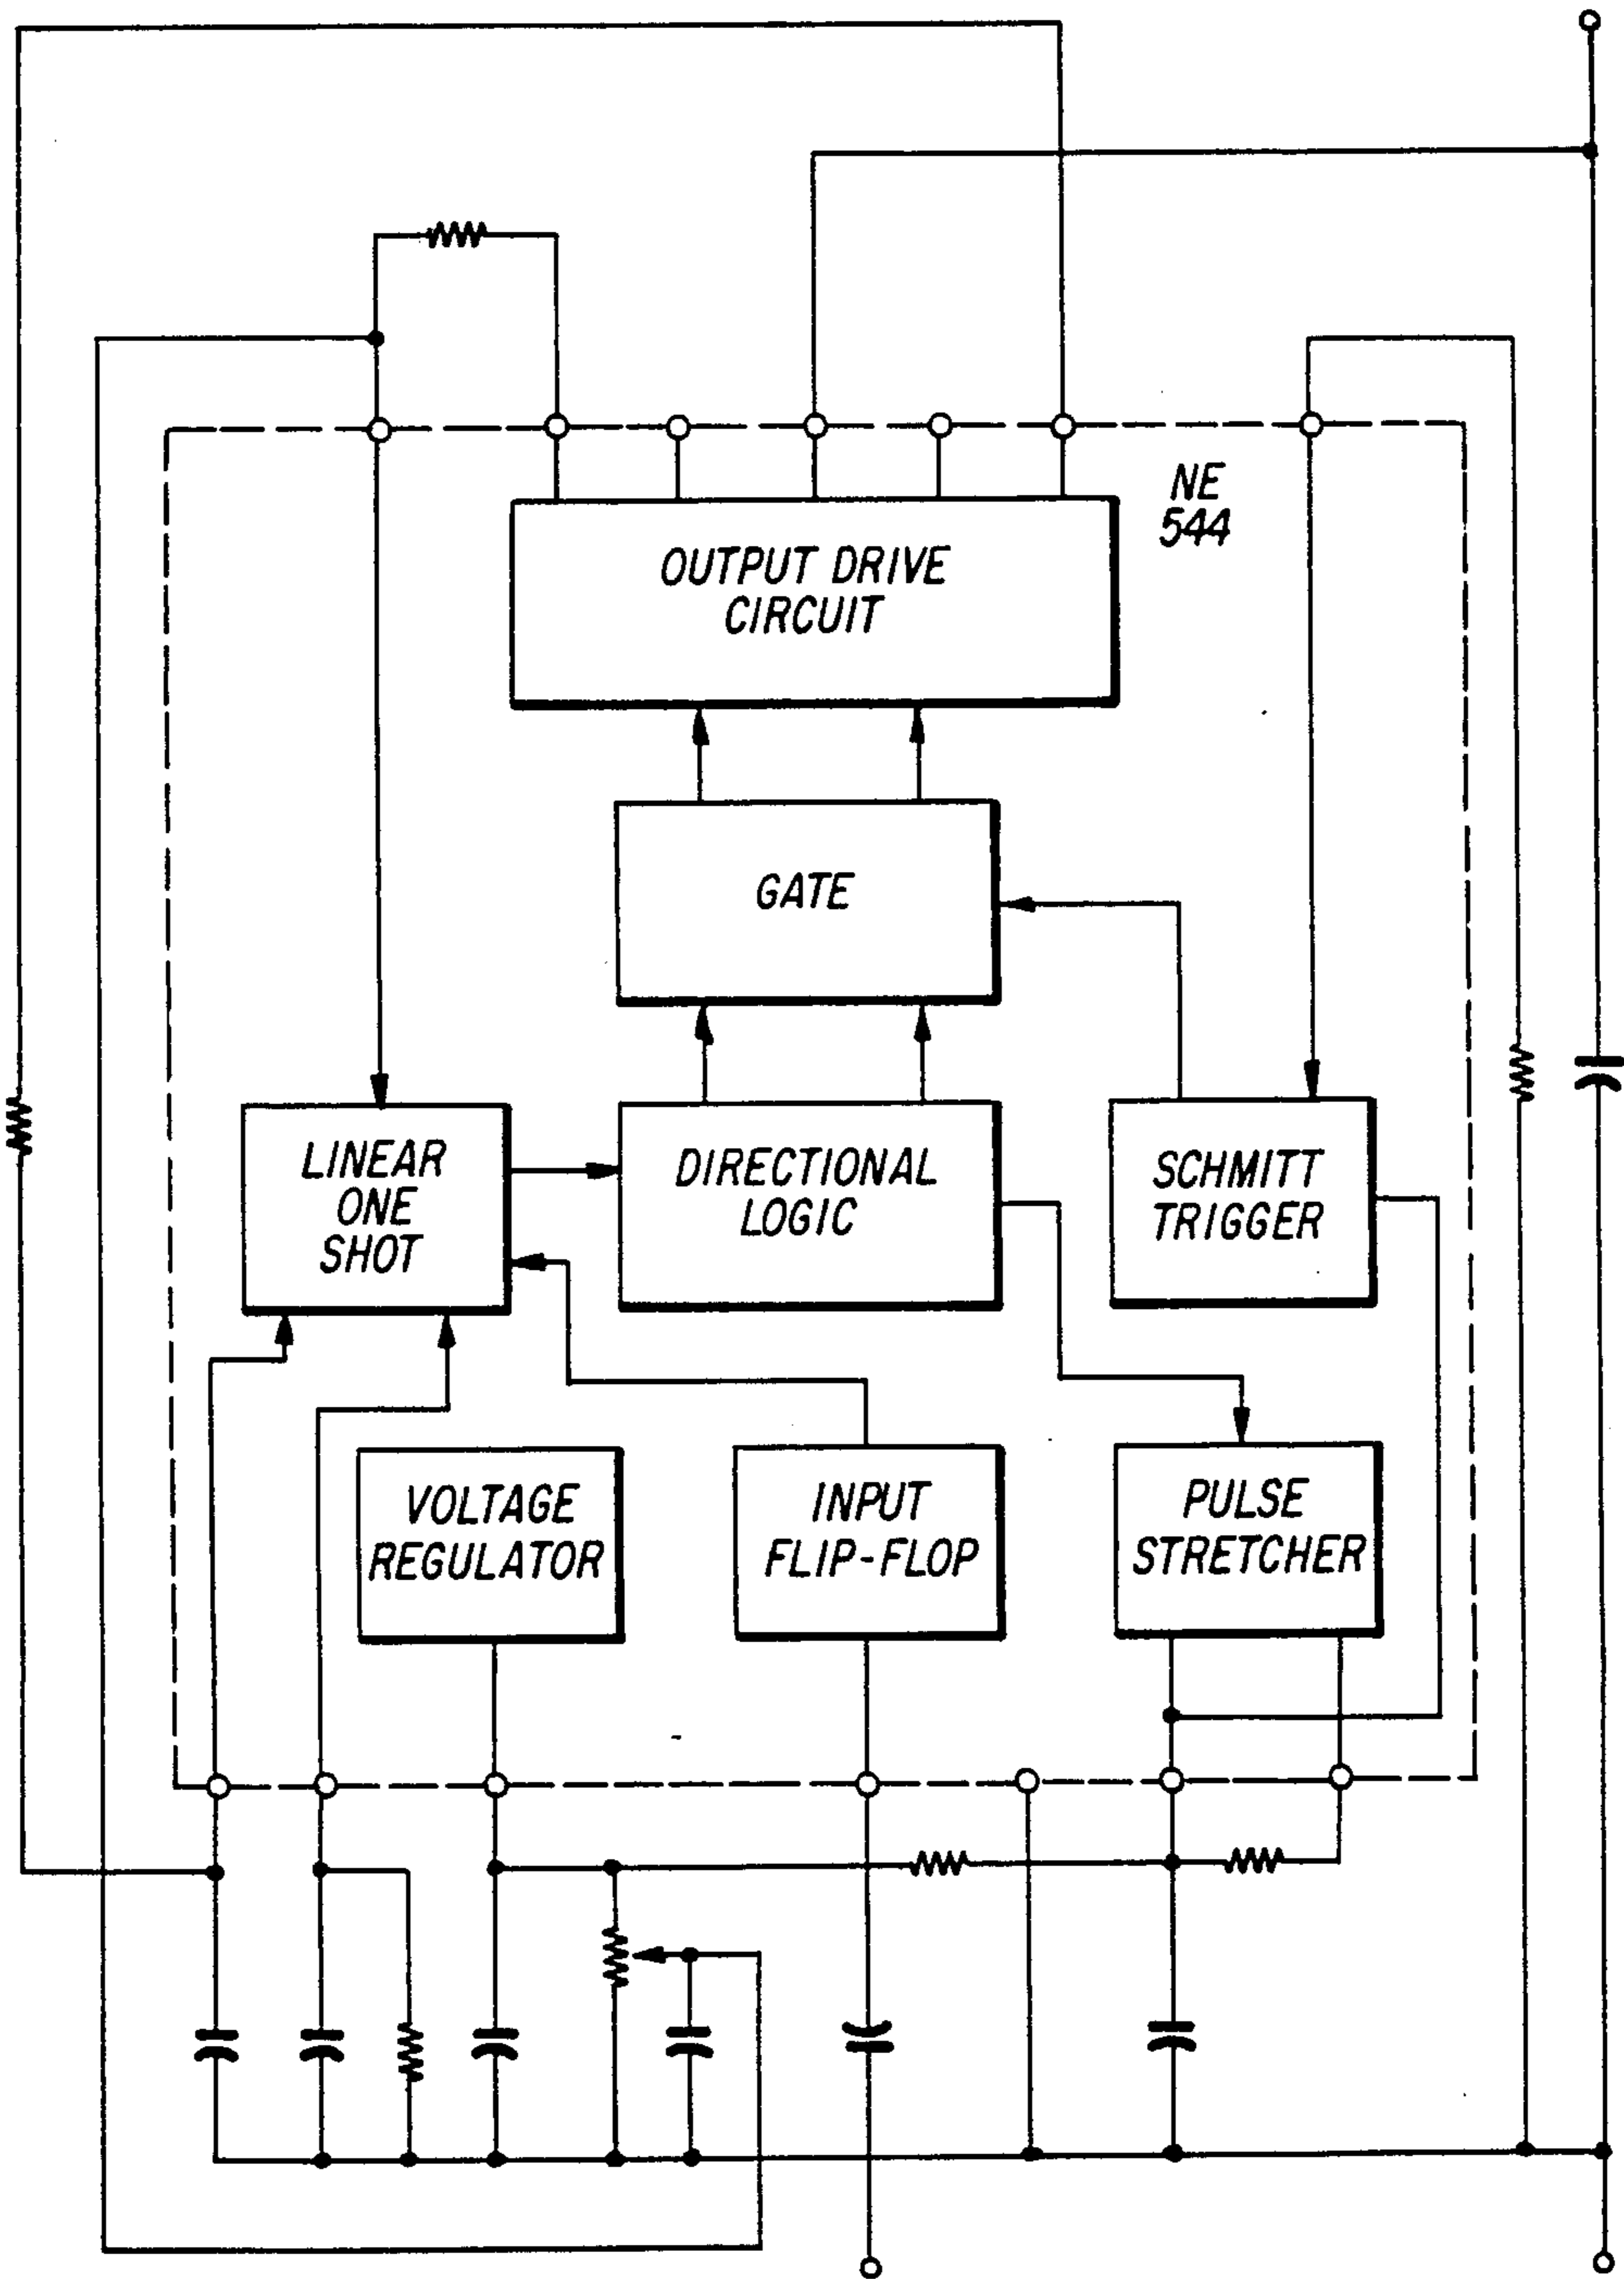 NE
544
OUTPUT DRIVE
CIRCUIT
GATE
LINEAR
ONE
SHOT
DIRECTIONAL
LOGIC
SCHMITT
TRIGGER
VOLTAGE
REGULATOR
INPUT
FLIP-FLOP
PULSE
STRETCHER